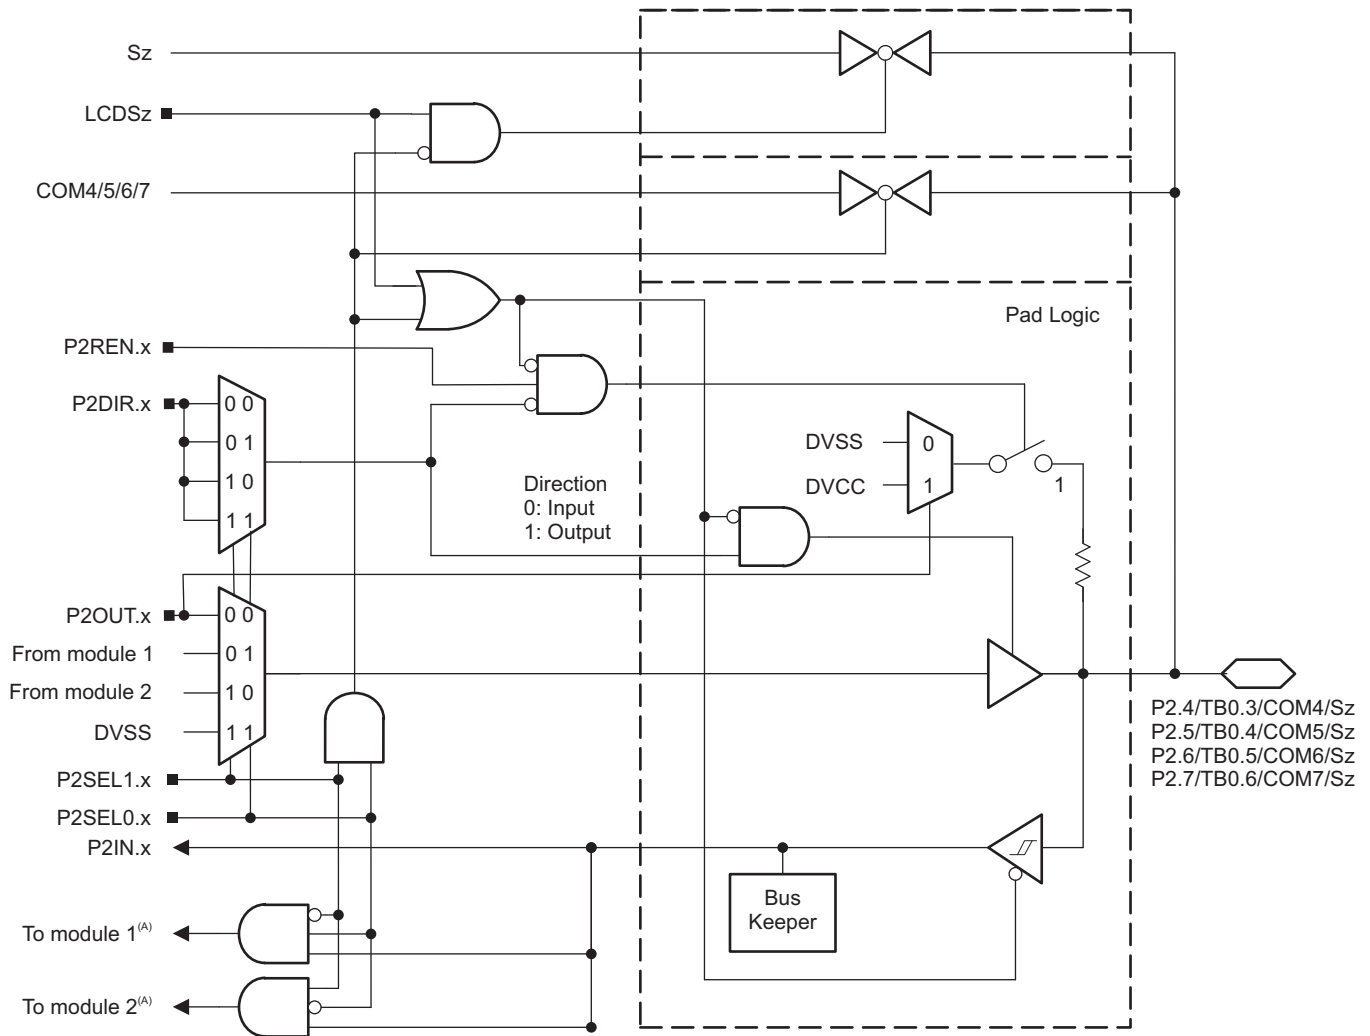 Sz
LCDSz
COM4/5/6/7
Pad Logic
P2REN.x
P2DIR.x
0 0
0 1
1 0
1 1
Direction
0: Input
1: Output
DVSS
0
DVCC
1
1
P2OUT.x
0 0
From module 1
0 1
From module 2
1 0
DVSS
1 1
P2.4/TB0.3/COM4/Sz
P2.5/TB0.4/COM5/Sz
P2.6/TB0.5/COM6/Sz
P2.7/TB0.6/COM7/Sz
P2SEL1.x
P2SEL0.x
P2IN.x
Bus
Keeper
To module 1(A)
To module 2(A)